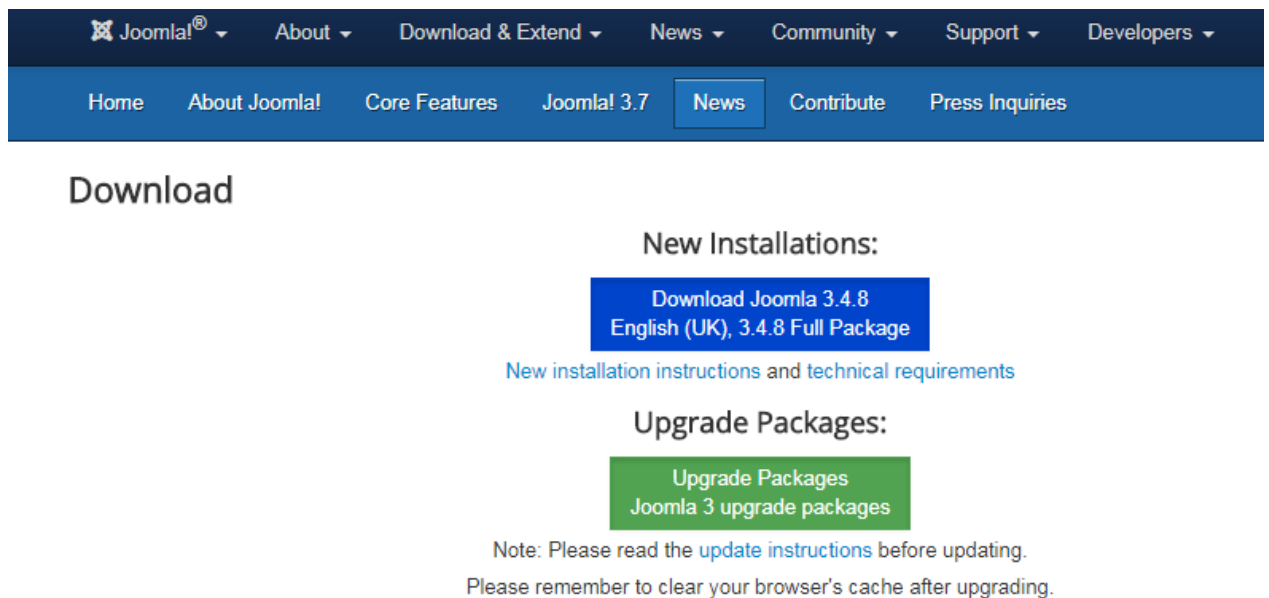 Joomla!® About Download & Extend News Community Support Developers
Home About Joomla! Core Features Joomla! 3.7 News Contribute Press Inquiries
Download
New Installations:
Download Joomla 3.4.8
English (UK), 3.4.8 Full Package
New installation instructions and technical requirements
Upgrade Packages:
Upgrade Packages
Joomla 3 upgrade packages
Note: Please read the update instructions before updating.
Please remember to clear your browser's cache after upgrading.